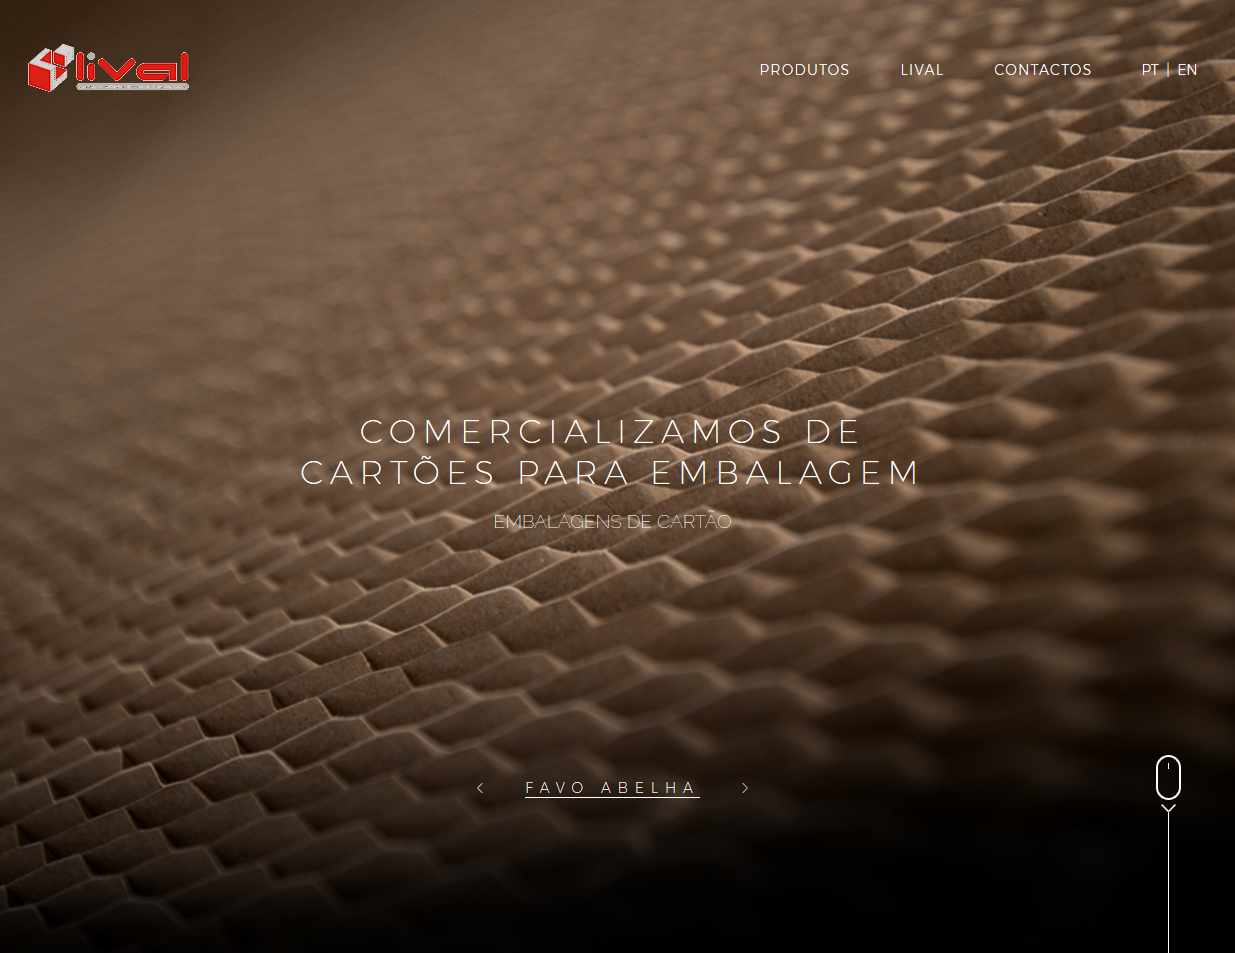 lival
PRODUTOS
LIVAL
CONTACTOS
PT | EN
COMERCIALIZAMOS DE
CARTÕES PARA EMBALAGEM
EMBALAGENS DE CARTÃO
FAVO ABELHA